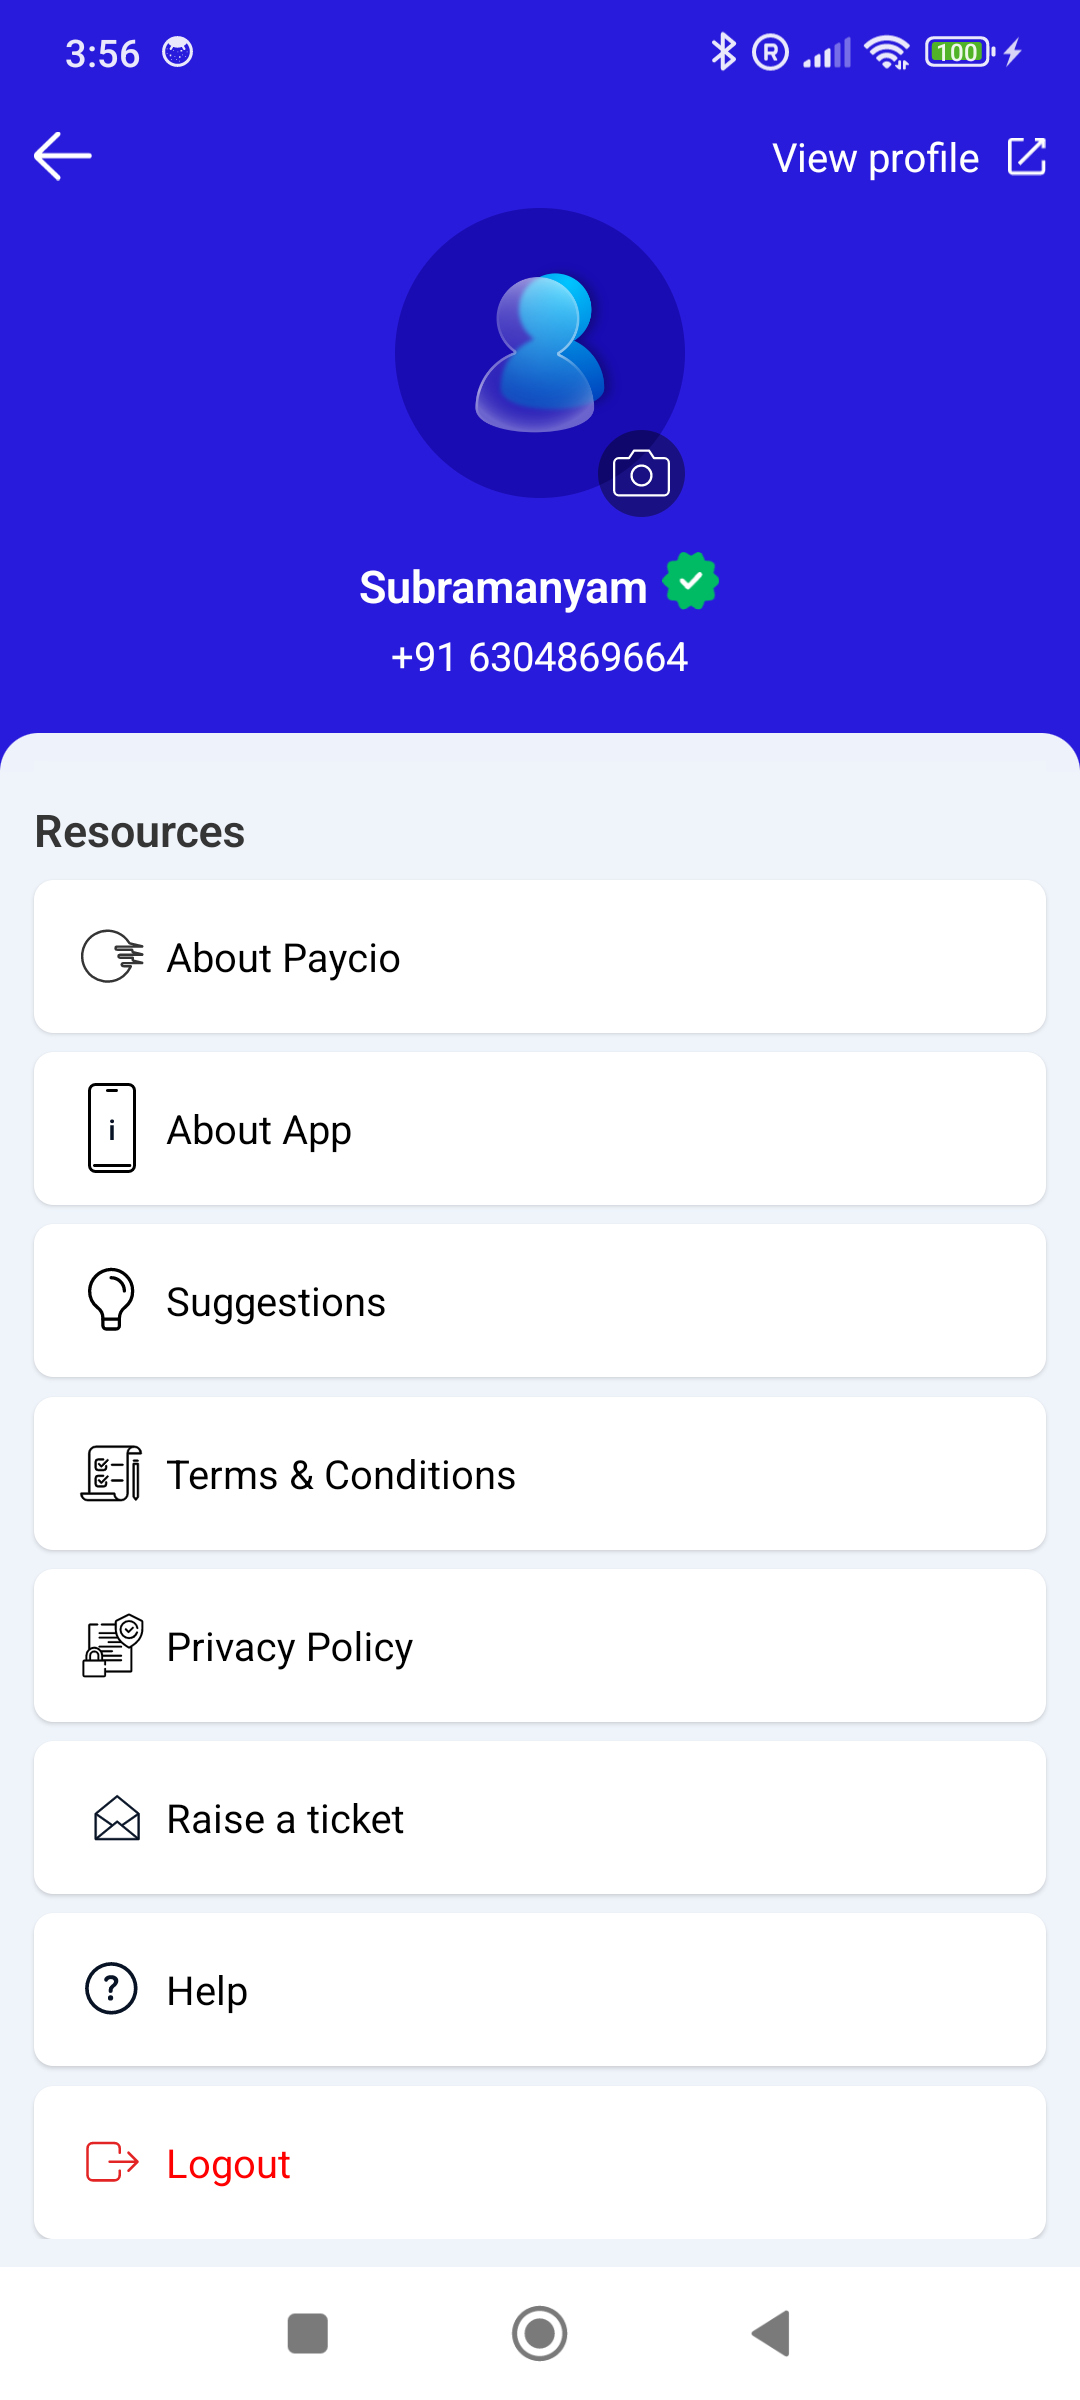 3:56
R
100
View profile
Subramanyam
+91 6304869664
Resources
About Paycio
i
About App
Suggestions
Terms & Conditions
Privacy Policy
Raise a ticket
?
Help
Logout